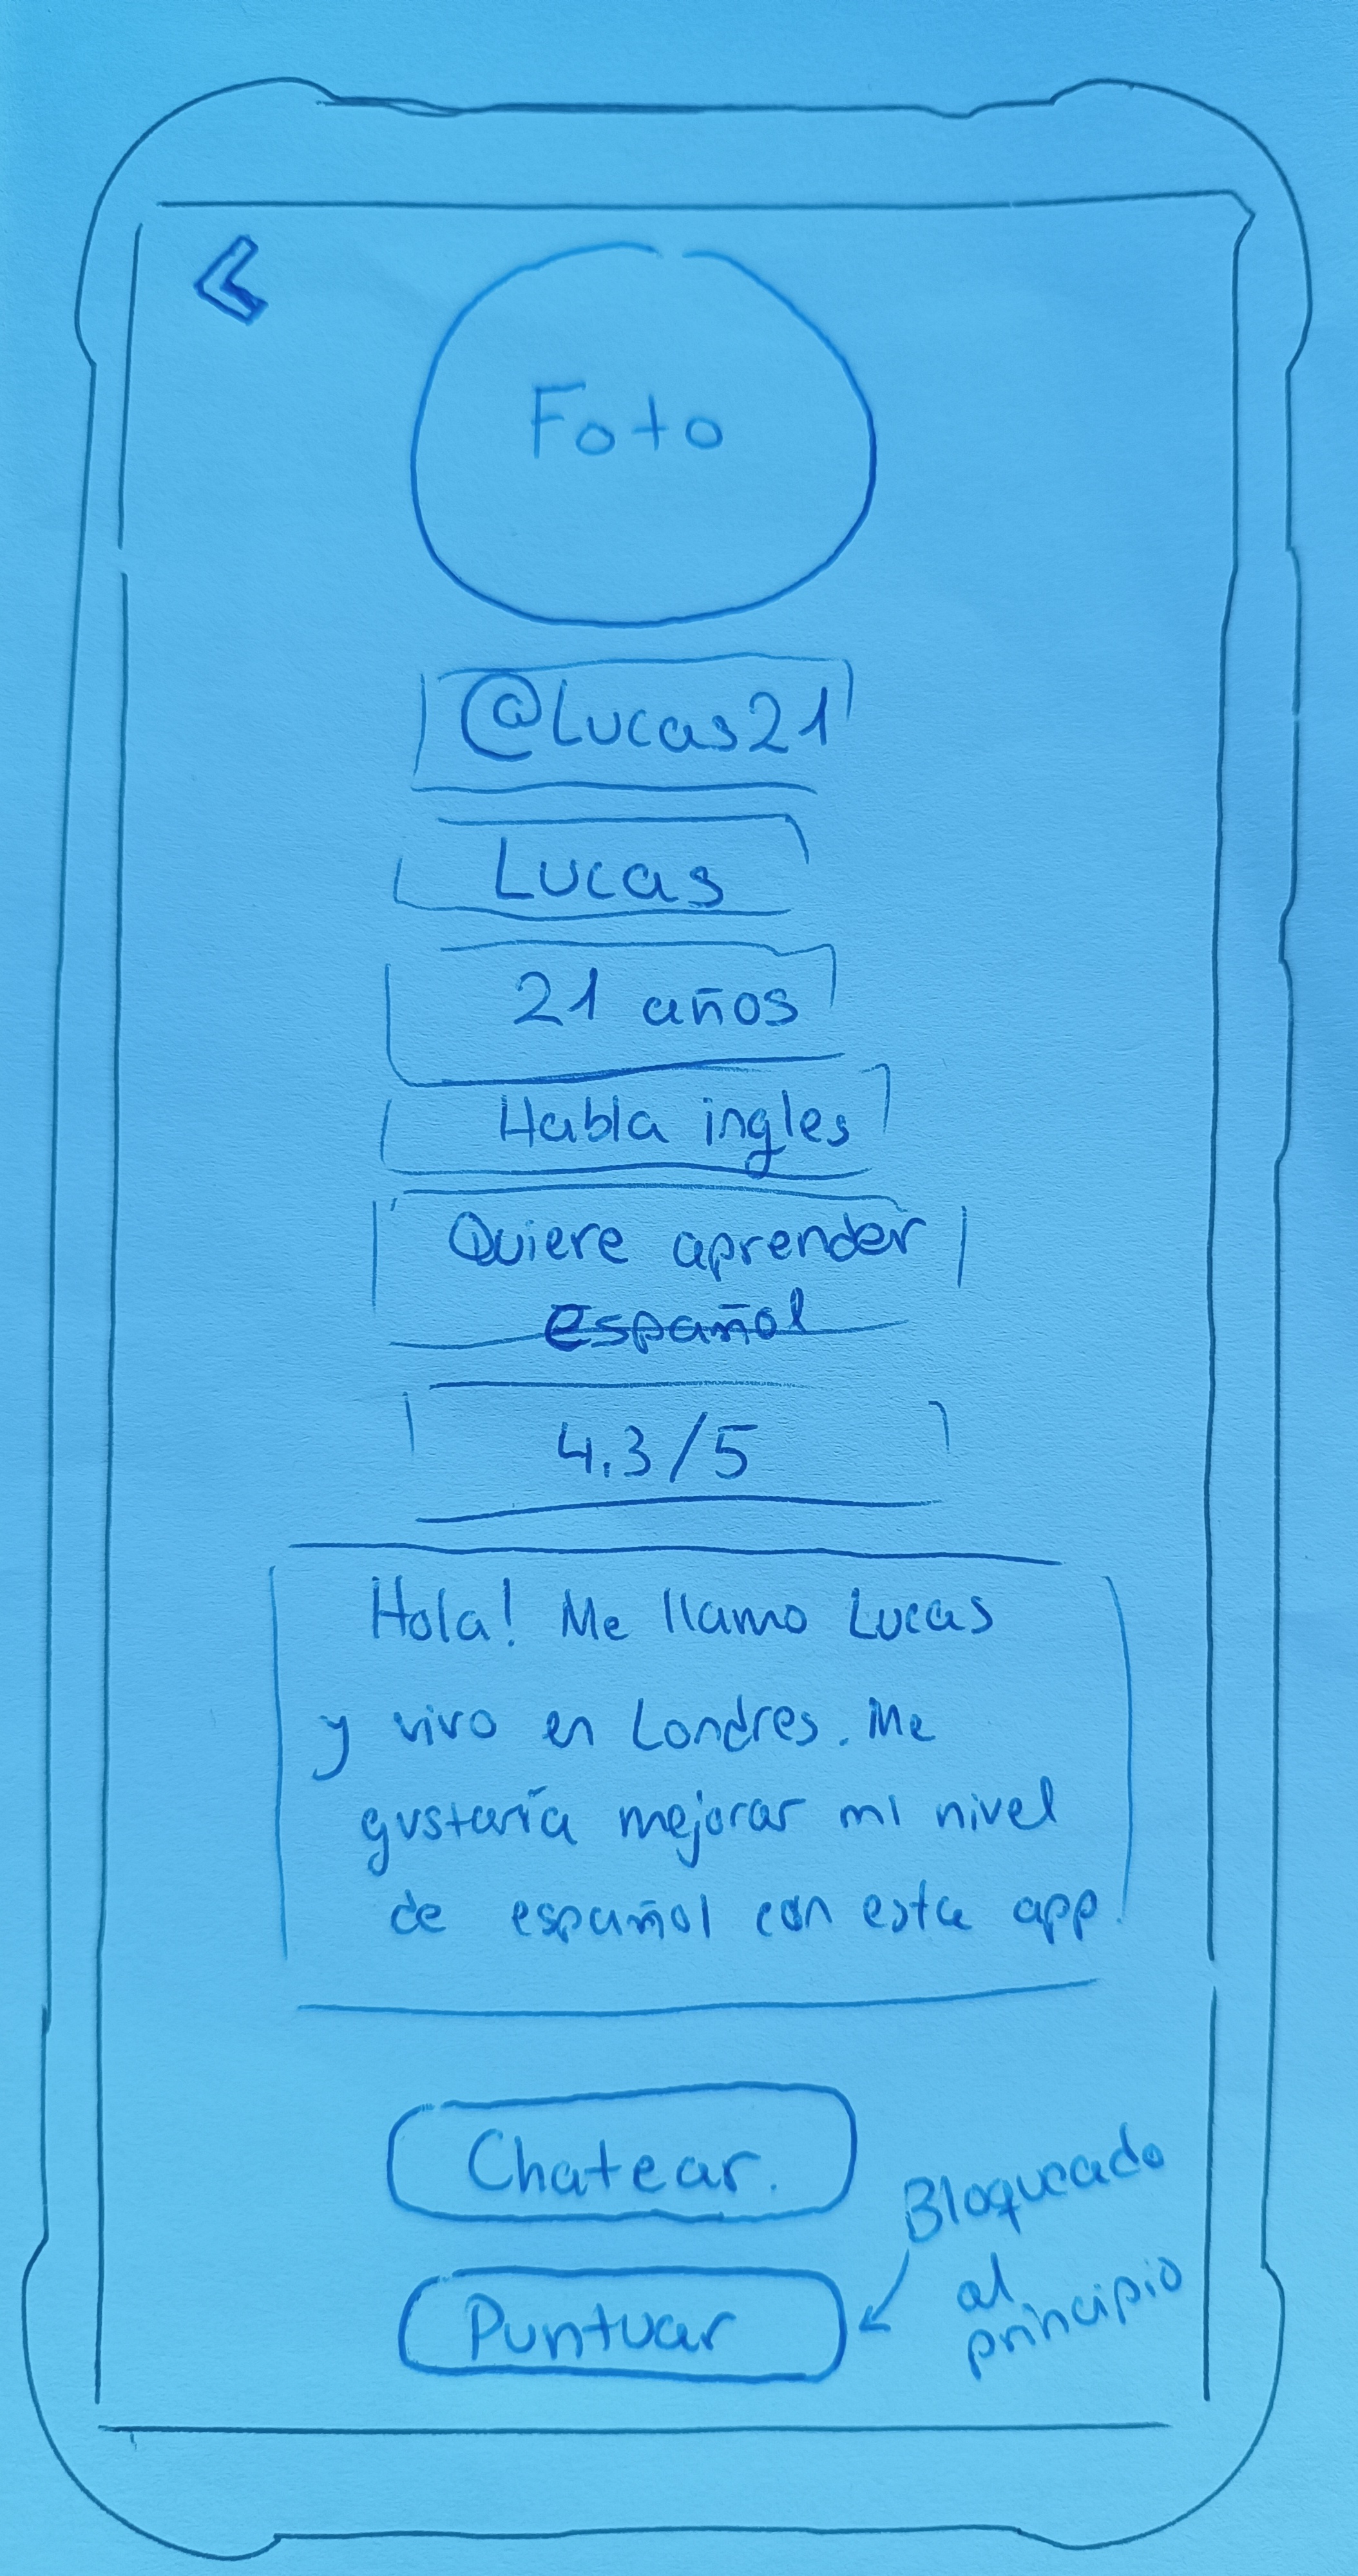 Foto
@Lucas21
Lucas
21 años
Habla ingles
Quiere aprender
español
4.3/5
Hola! Me llamo Lucas
y vivo en Londres. Me
gustaría mejorar mi nivel
de español con esta app.
Chatear.
Bloqueado
al
principio
Puntuar